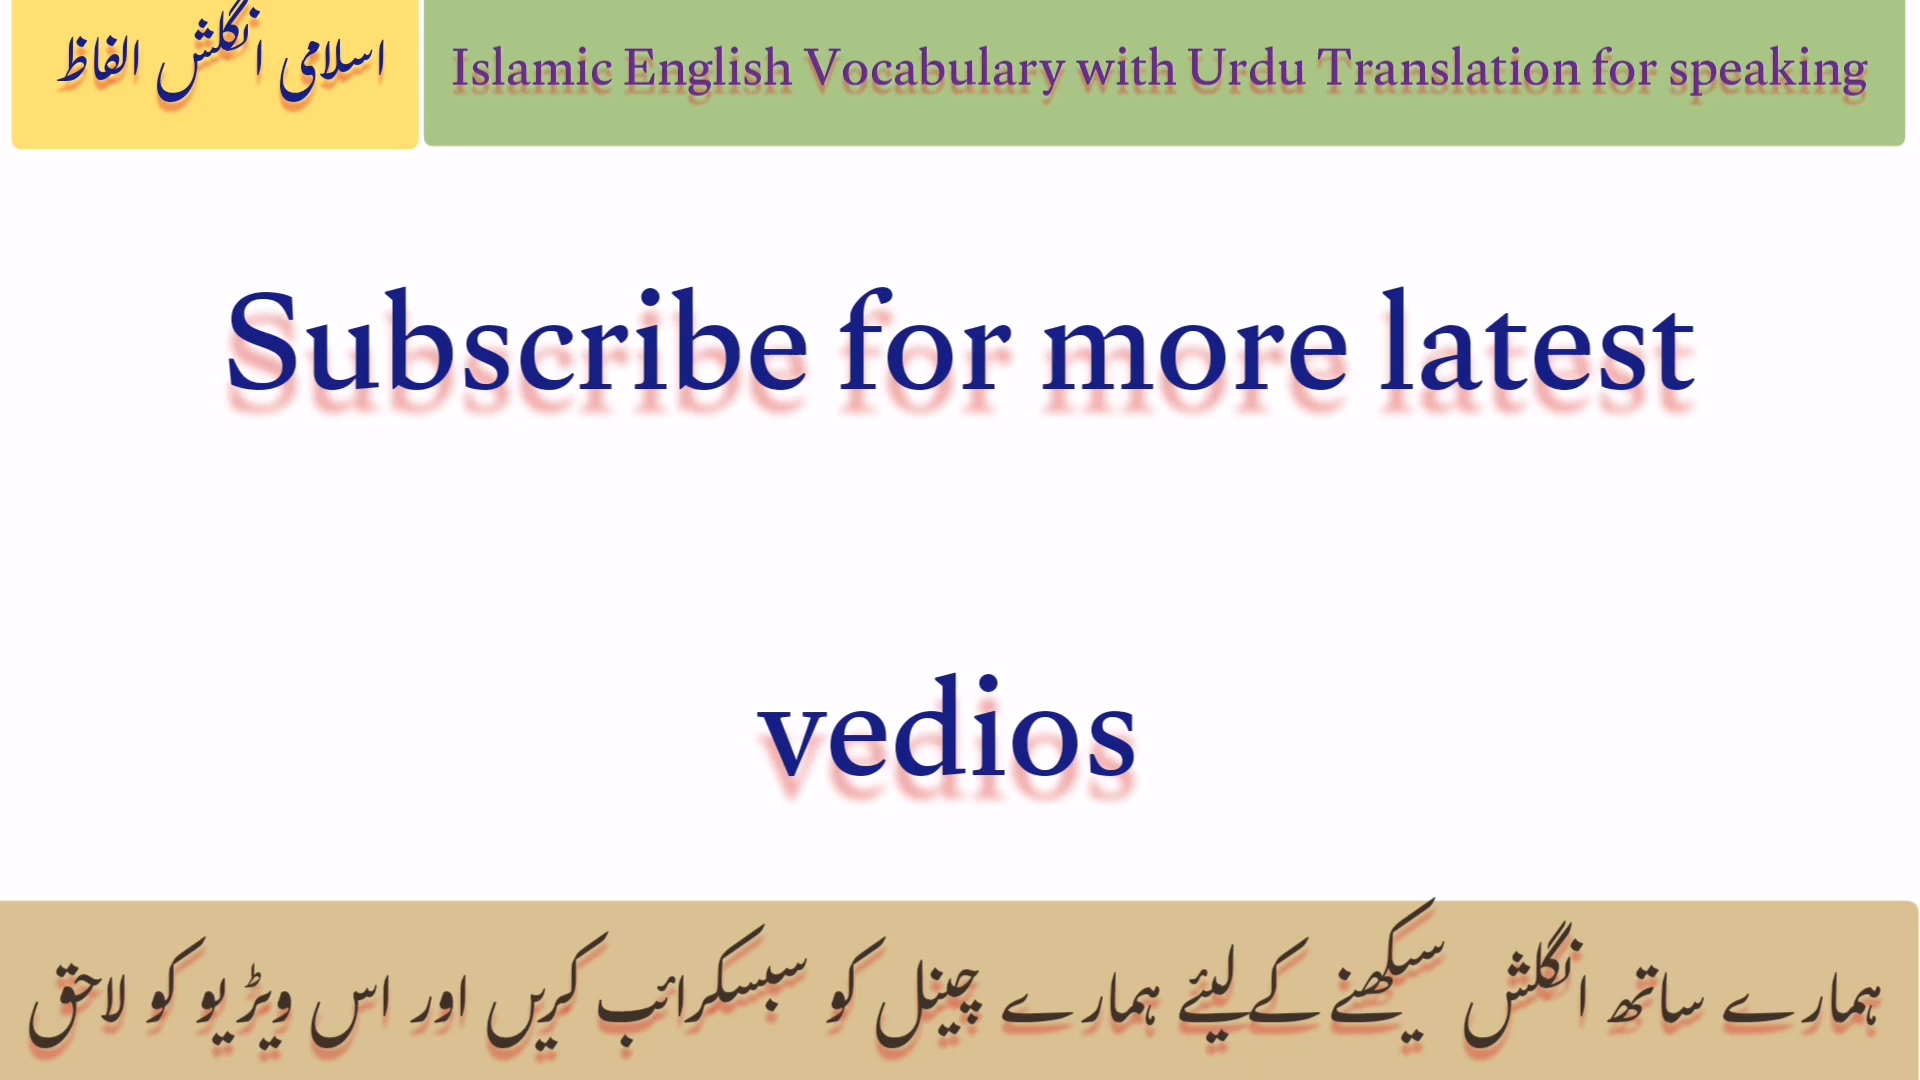 اسلامی انگلش الفاظ
Islamic English Vocabulary with Urdu Translation for speaking
Subscribe for more latest
vedios
ہمارے ساتھ انگلش سیکھنے کے لیئے ہمارے چینل کو سبسکرائب کریں اور اس ویڑیو کو لاحق